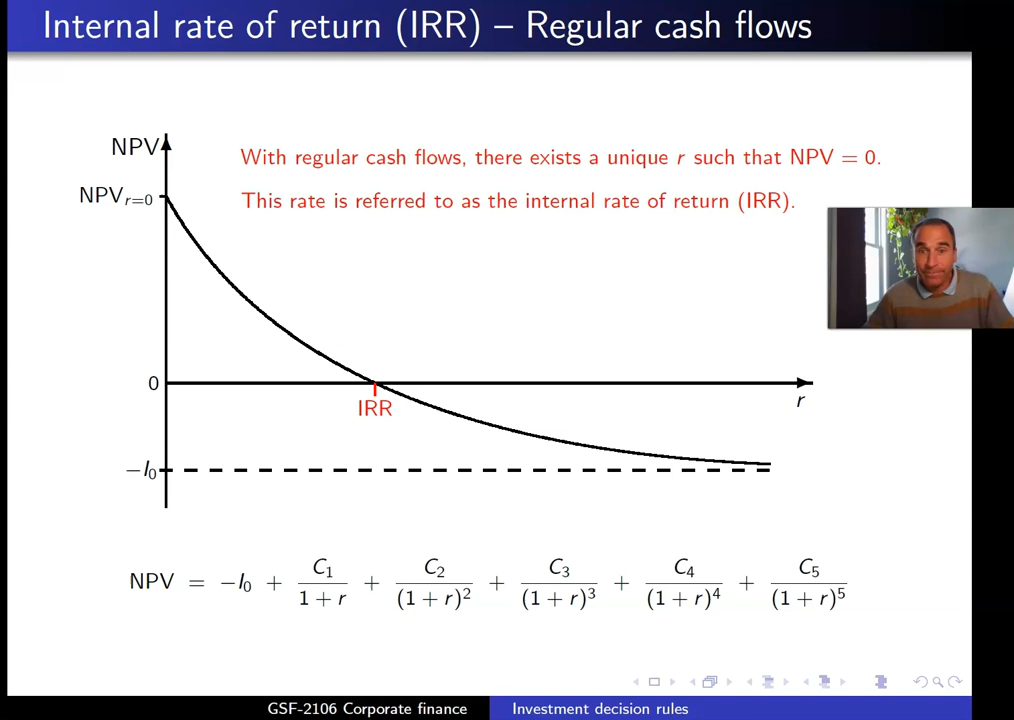 Internal rate of return (IRR) – Regular cash flows
NPV
With regular cash flows, there exists a unique r such that NPV = 0.
NPVr=0
This rate is referred to as the internal rate of return (IRR).
0
r
IRR
−I0
NPV = −I0 + C1/(1 + r) + C2/(1 + r)² + C3/(1 + r)³ + C4/(1 + r)⁴ + C5/(1 + r)⁵
GSF-2106 Corporate finance Investment decision rules